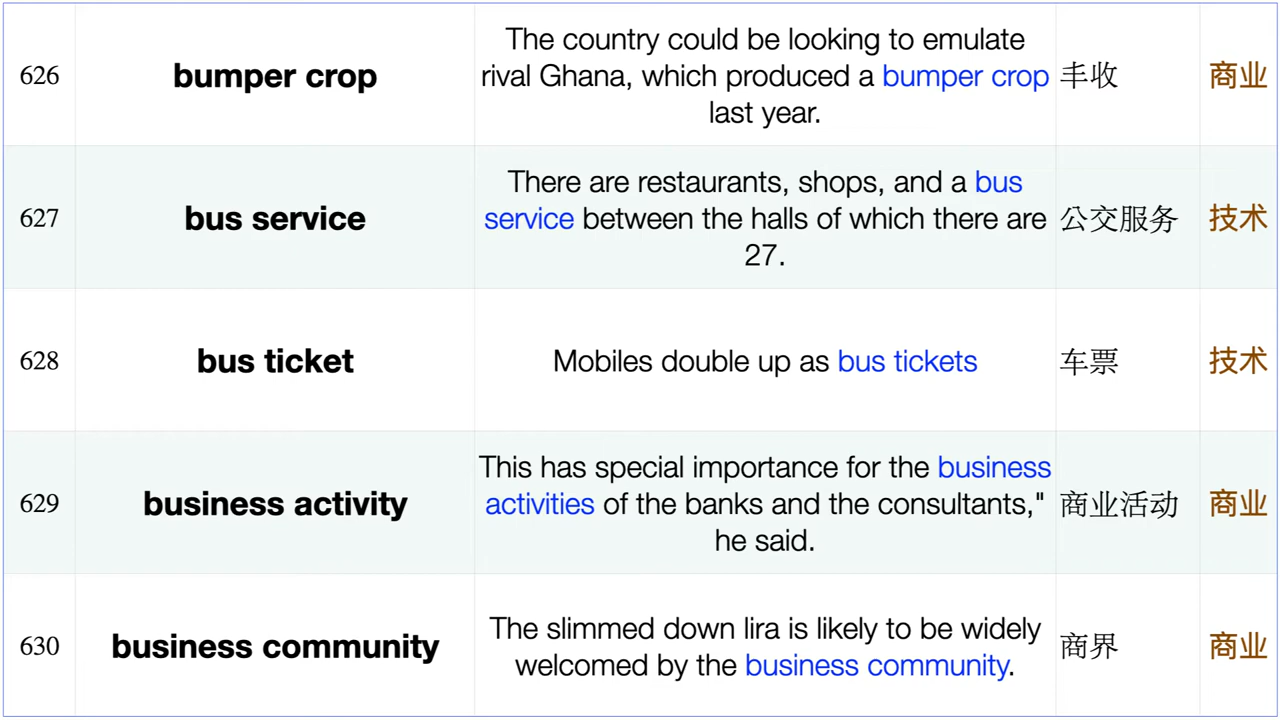 The country could be looking to emulate
626 bumper crop rival Ghana, which produced a bumper crop 丰收 商业
last year.
There are restaurants, shops, and a bus
627 bus service service between the halls of which there are 公交服务 技术
27.
628 bus ticket Mobiles double up as bus tickets 车票 技术
This has special importance for the business
629 business activity activities of the banks and the consultants," 商业活动 商业
he said.
The slimmed down lira is likely to be widely
630 business community welcomed by the business community. 商界 商业